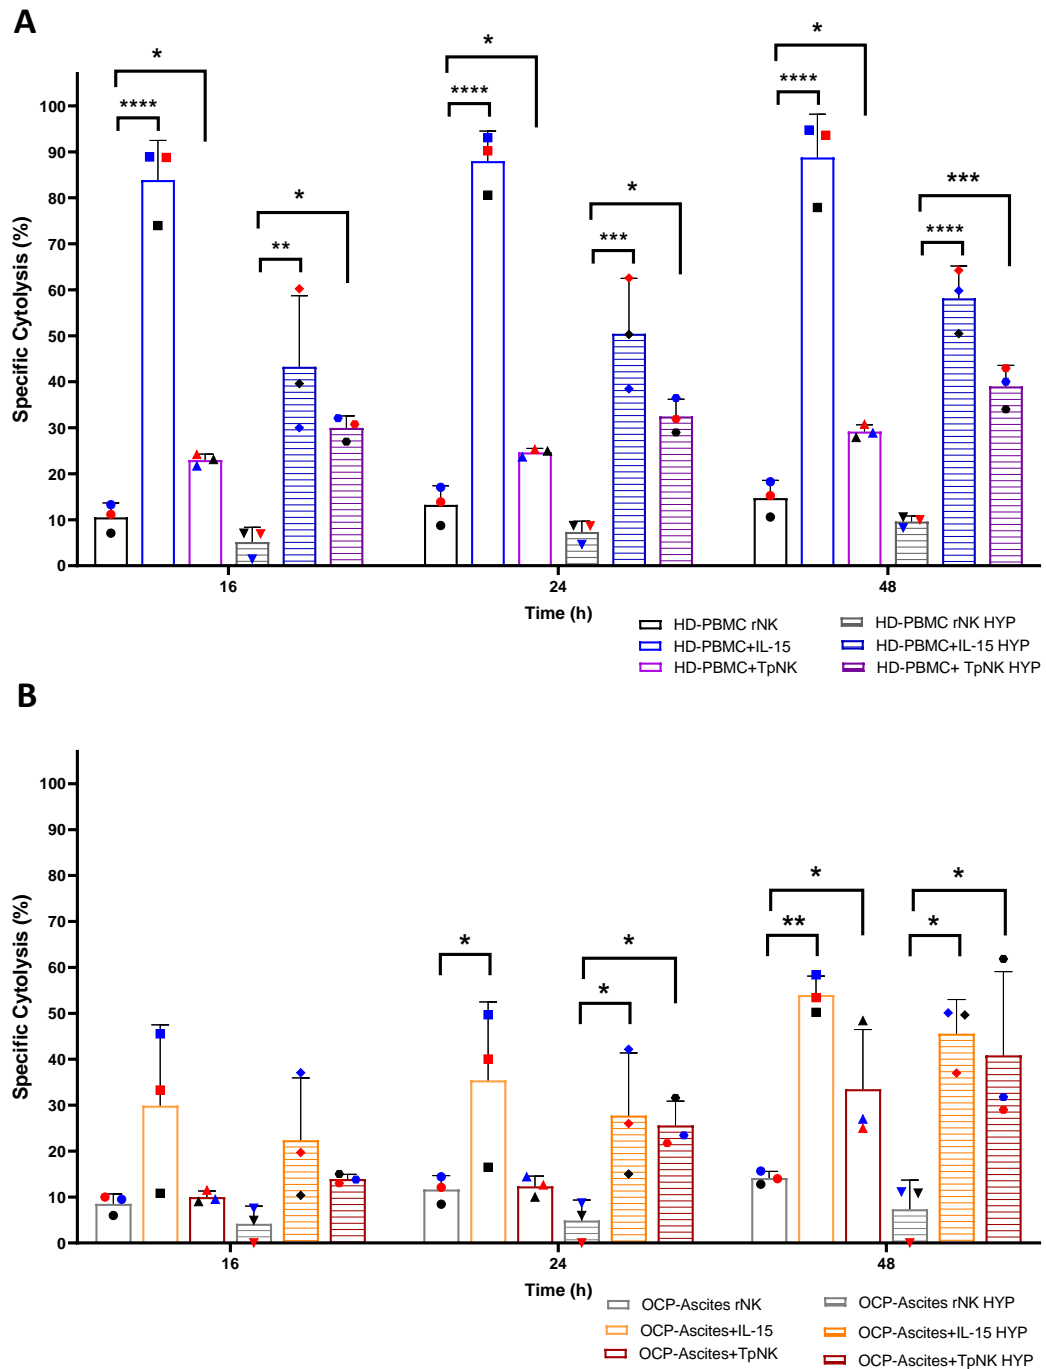 A
*
*
*
****
****
****
100
90
80
70
60
50
40
30
20
10
0
Specific Cytolysis (%)
*
**
*
***
***
****
16
24
48
Time (h)
HD-PBMC rNK
HD-PBMC rNK HYP
HD-PBMC+IL-15
HD-PBMC+IL-15 HYP
HD-PBMC+TpNK
HD-PBMC+ TpNK HYP
B
100
90
80
70
60
50
40
30
20
10
0
Specific Cytolysis (%)
*
*
*
*
**
*
*
16
24
48
Time (h)
OCP-Ascites rNK
OCP-Ascites rNK HYP
OCP-Ascites+IL-15
OCP-Ascites+IL-15 HYP
OCP-Ascites+TpNK
OCP-Ascites+TpNK HYP